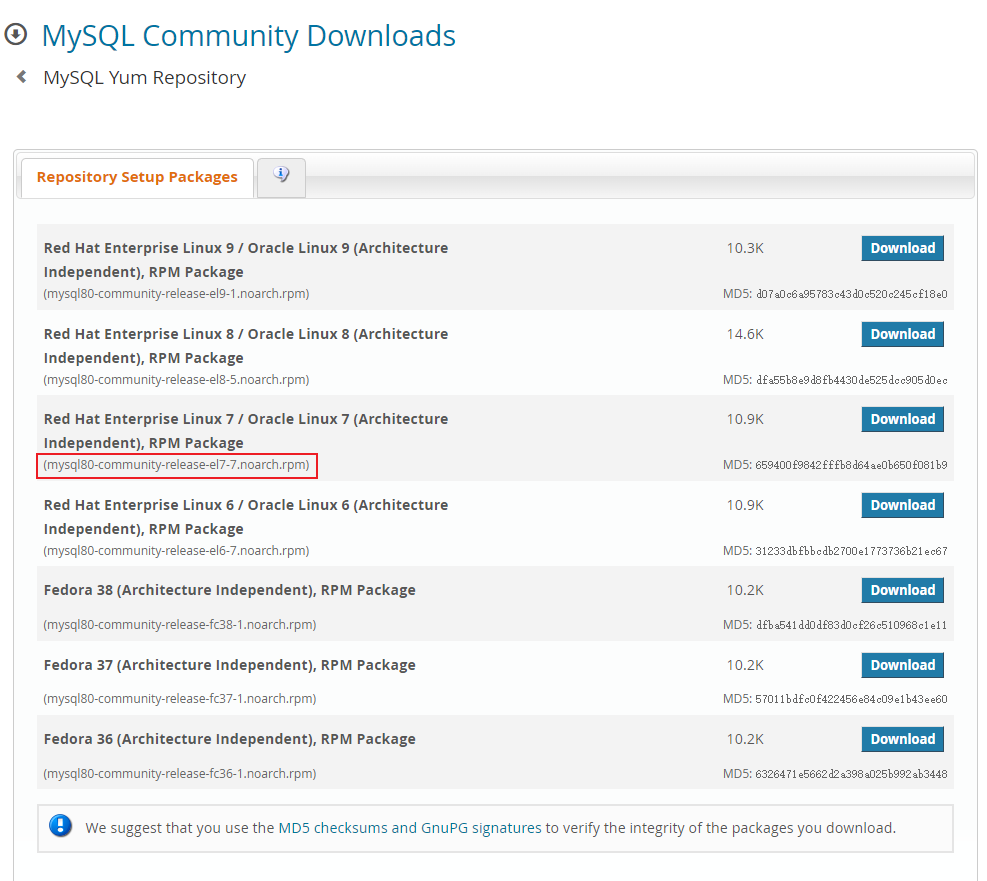 MySQL Community Downloads
MySQL Yum Repository
Repository Setup Packages
Red Hat Enterprise Linux 9 / Oracle Linux 9 (Architecture Independent), RPM Package
10.3K
Download
(mysql80-community-release-el9-1.noarch.rpm)
MD5: d07a0c6a95783c43d0c520c245cf18e0
Red Hat Enterprise Linux 8 / Oracle Linux 8 (Architecture Independent), RPM Package
14.6K
Download
(mysql80-community-release-el8-5.noarch.rpm)
MD5: dfa55b8e9d8fb4430de525dcc905d0ec
Red Hat Enterprise Linux 7 / Oracle Linux 7 (Architecture Independent), RPM Package
10.9K
Download
(mysql80-community-release-el7-7.noarch.rpm)
MD5: 659400f9842fffb8d64ae0b650f081b9
Red Hat Enterprise Linux 6 / Oracle Linux 6 (Architecture Independent), RPM Package
10.9K
Download
(mysql80-community-release-el6-7.noarch.rpm)
MD5: 31233dbfbbcdb2700e1773736b21ec67
Fedora 38 (Architecture Independent), RPM Package
10.2K
Download
(mysql80-community-release-fc38-1.noarch.rpm)
MD5: dfba541dd0df83d0cf26c510968c1e11
Fedora 37 (Architecture Independent), RPM Package
10.2K
Download
(mysql80-community-release-fc37-1.noarch.rpm)
MD5: 57011bdfc0f422456e84c09e1b43ee60
Fedora 36 (Architecture Independent), RPM Package
10.2K
Download
(mysql80-community-release-fc36-1.noarch.rpm)
MD5: 6326471e5662d2a398a025b992ab3448
We suggest that you use the MD5 checksums and GnuPG signatures to verify the integrity of the packages you download.